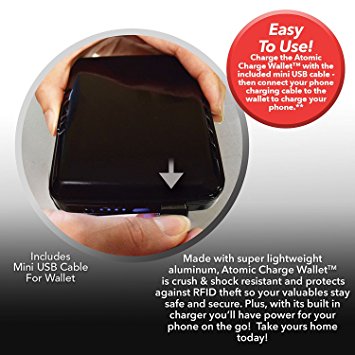 Easy
To Use!
Charge the Atomic
Charge Wallet™ with the
included mini USB cable -
then connect your phone
charging cable to the
wallet to charge your
phone.**
Includes
Mini USB Cable
For Wallet
Made with super lightweight
aluminum, Atomic Charge Wallet™
is crush & shock resistant and protects
against RFID theft so your valuables stay
safe and secure. Plus, with its built in
charger you'll have power for your
phone on the go!  Take yours home
today!